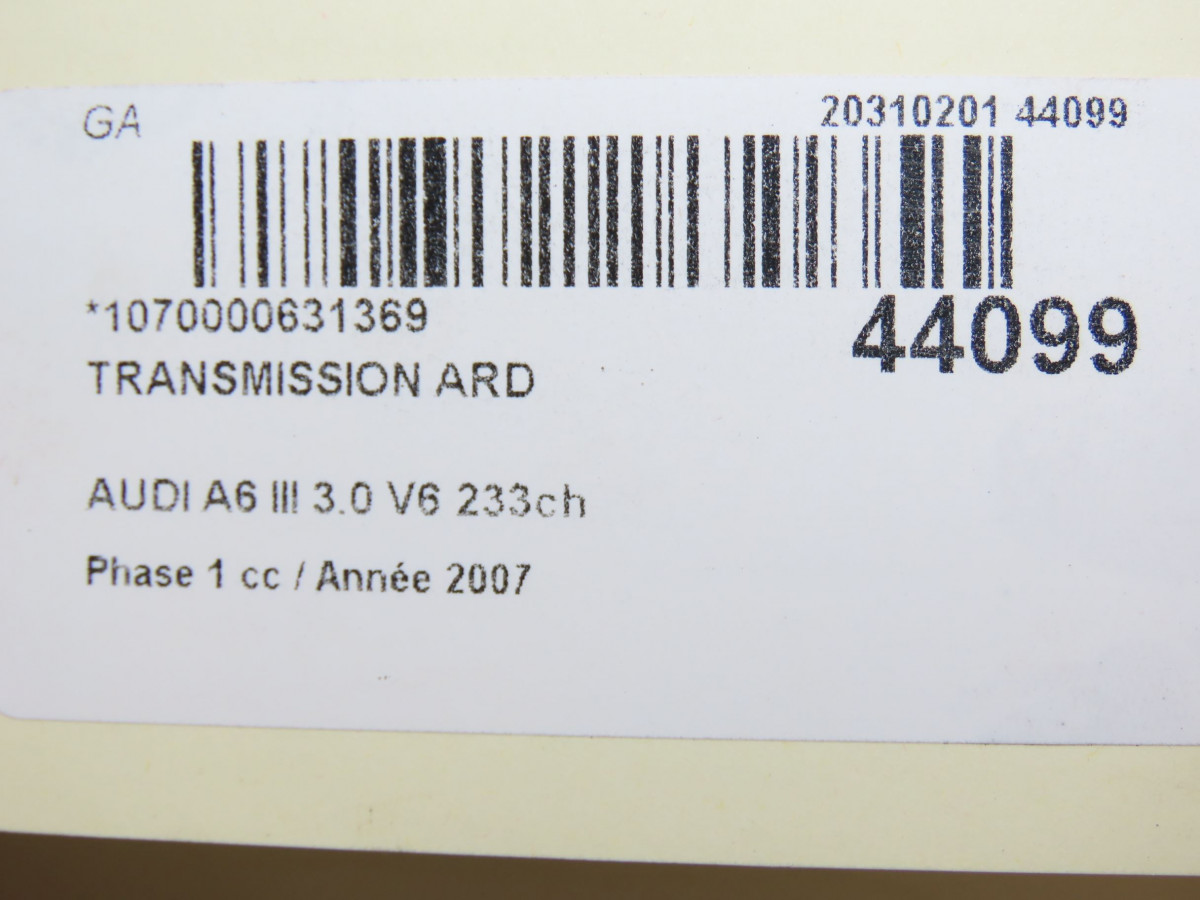 GA
20310201 44099
*1070000631369
44099
TRANSMISSION ARD
AUDI A6 III 3.0 V6 233ch
Phase 1 cc / Année 2007